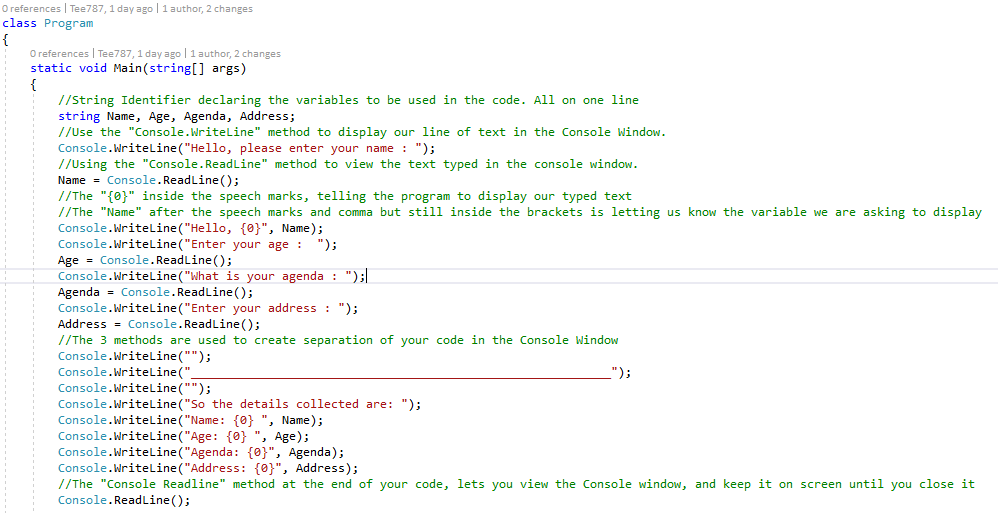 0 references | Tee787, 1 day ago | 1 author, 2 changes
class Program
{
0 references | Tee787, 1 day ago | 1 author, 2 changes
static void Main(string[] args)
{
//String Identifier declaring the variables to be used in the code. All on one line
string Name, Age, Agenda, Address;
//Use the "Console.WriteLine" method to display our line of text in the Console Window.
Console.WriteLine("Hello, please enter your name : ");
//Using the "Console.ReadLine" method to view the text typed in the console window.
Name = Console.ReadLine();
//The "{0}" inside the speech marks, telling the program to display our typed text
//The "Name" after the speech marks and comma but still inside the brackets is letting us know the variable we are asking to display
Console.WriteLine("Hello, {0}", Name);
Console.WriteLine("Enter your age :  ");
Age = Console.ReadLine();
Console.WriteLine("What is your agenda : ");
Agenda = Console.ReadLine();
Console.WriteLine("Enter your address : ");
Address = Console.ReadLine();
//The 3 methods are used to create separation of your code in the Console Window
Console.WriteLine("");
Console.WriteLine("____________________________________________________________");
Console.WriteLine("");
Console.WriteLine("So the details collected are: ");
Console.WriteLine("Name: {0} ", Name);
Console.WriteLine("Age: {0} ", Age);
Console.WriteLine("Agenda: {0}", Agenda);
Console.WriteLine("Address: {0}", Address);
//The "Console Readline" method at the end of your code, lets you view the Console window, and keep it on screen until you close it
Console.ReadLine();